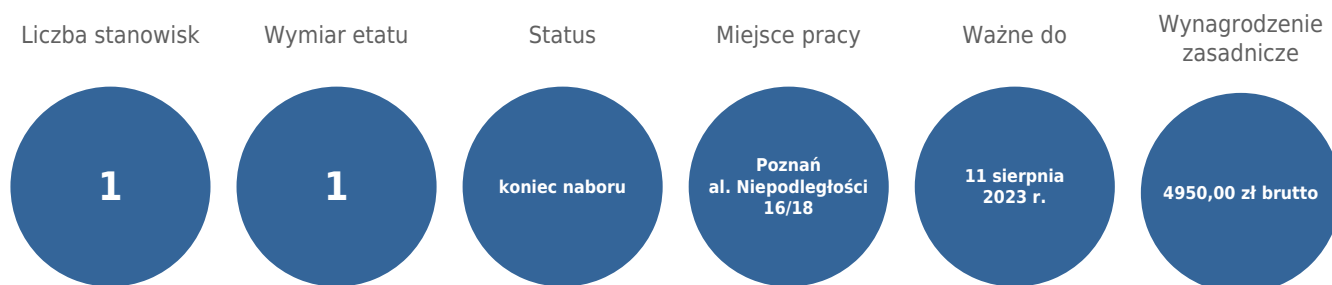 Liczba stanowisk
1
Wymiar etatu
1
Status
koniec naboru
Miejsce pracy
Poznań
al. Niepodległości
16/18
Ważne do
11 sierpnia
2023 r.
Wynagrodzenie
zasadnicze
4950,00 zł brutto